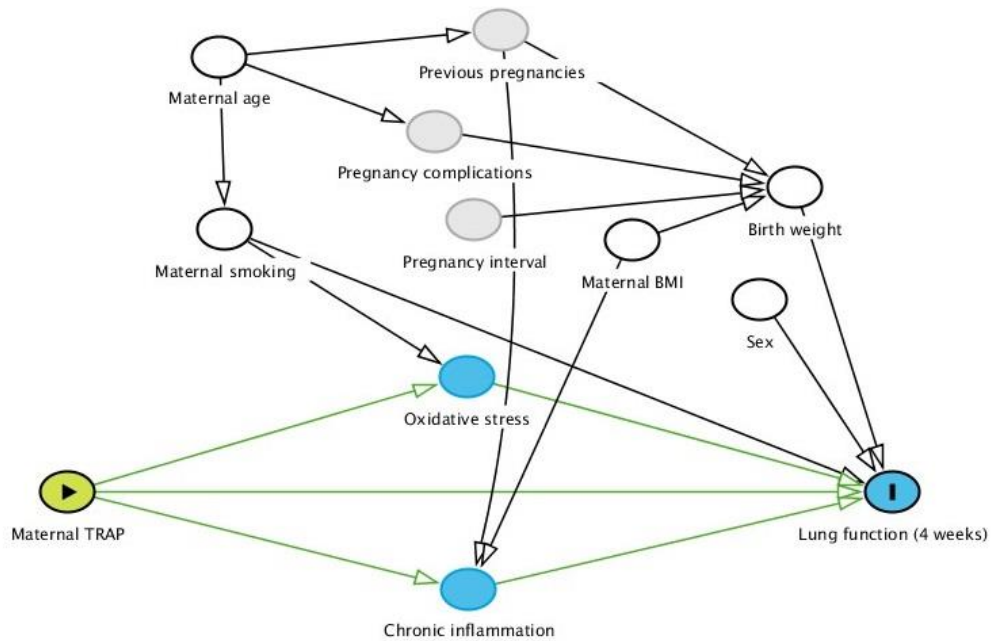 Previous pregnancies
Maternal age
Pregnancy complications
Birth weight
Maternal smoking
Pregnancy interval
Maternal BMI
Sex
Oxidative stress
Maternal TRAP
Lung function (4 weeks)
Chronic inflammation